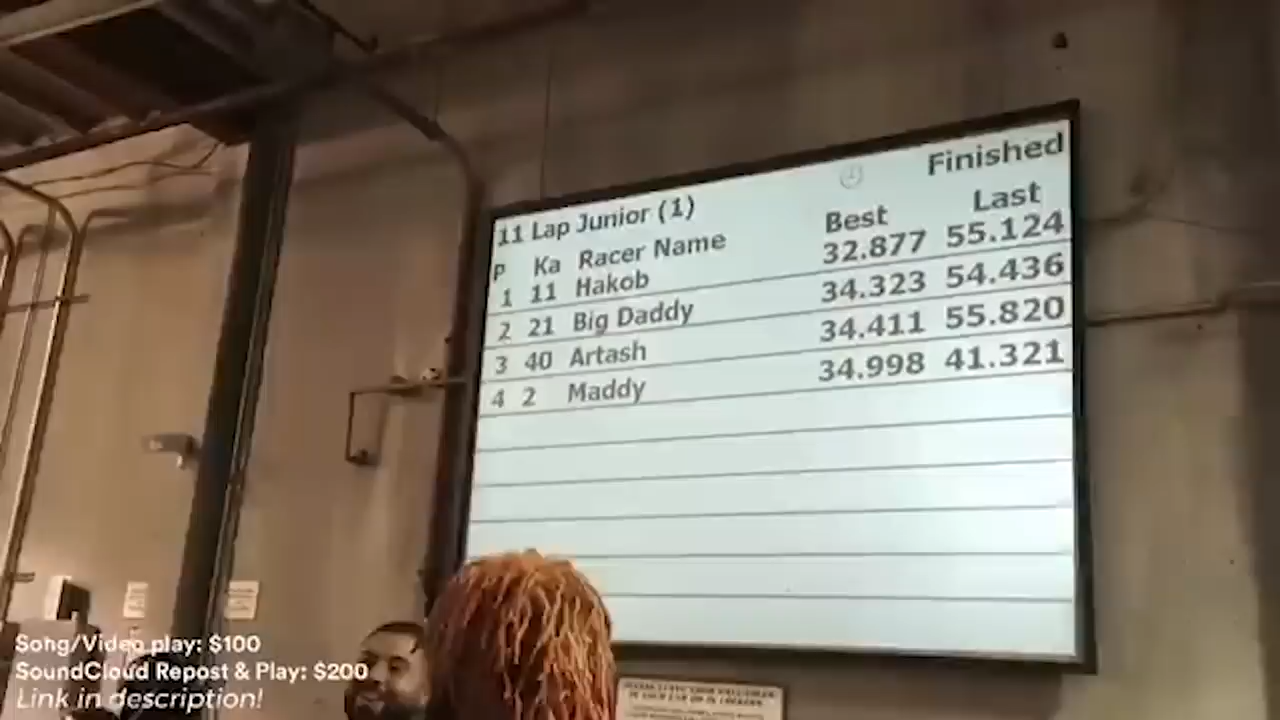 Finished
11 Lap Junior (1)
P Ka Racer Name Best Last
1 11 Hakob 32.877 55.124
2 21 Big Daddy 34.323 54.436
3 40 Artash 34.411 55.820
4 2 Maddy 34.998 41.321
Song/Video play: $100
SoundCloud Repost & Play: $200
Link in description!